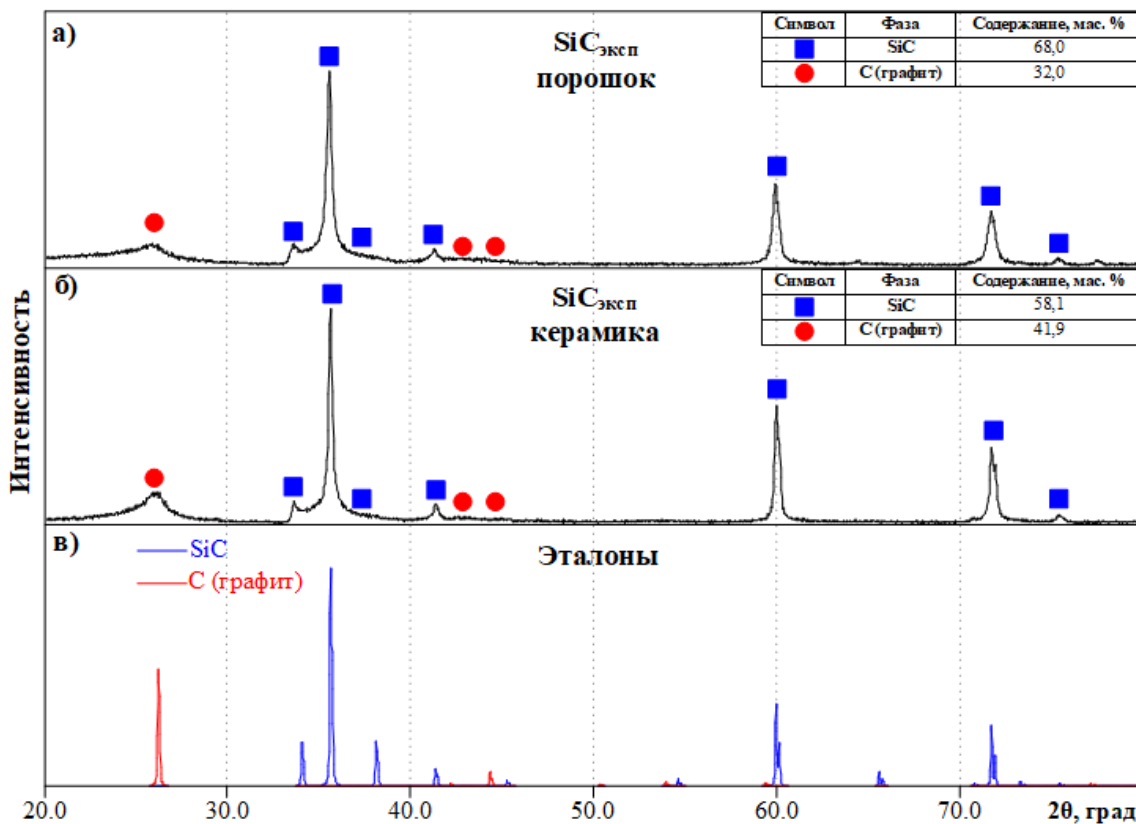 а)
SiCэксп
порошок
Символ Фаза Содержание, мас. %
SiC 68,0
С (графит) 32,0
б)
SiCэксп
керамика
Символ Фаза Содержание, мас. %
SiC 58,1
С (графит) 41,9
Интенсивность
в)
SiC
С (графит)
Эталоны
20.0 30.0 40.0 50.0 60.0 70.0 2θ, град